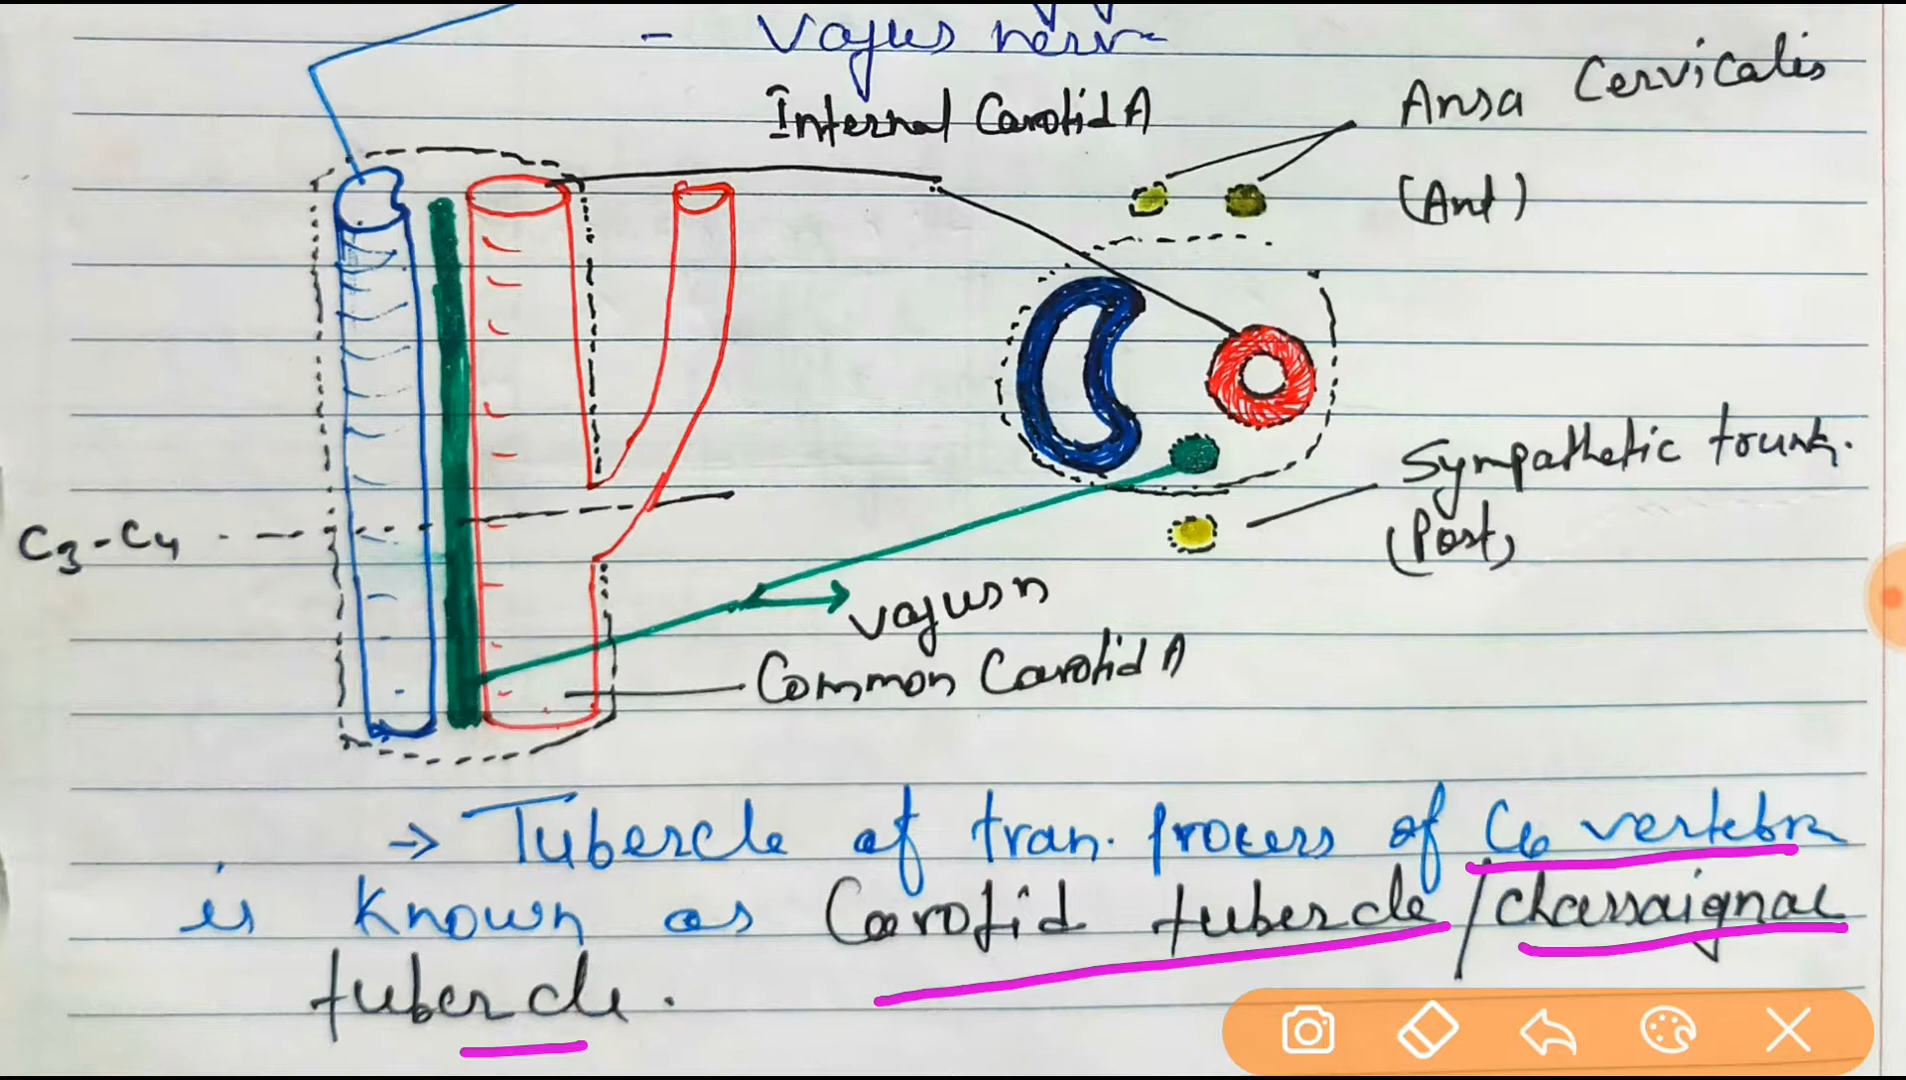 - Vagus nerv
Internal Carotid A
Ansa Cervicalis
(Ant)
Sympathetic trunk.
(Post)
C3-C4
Vagus n
Common Carotid A
→ Tubercle of tran. process of C6 vertebra
is known as Carotid tubercle / chassaignac
tubercle.